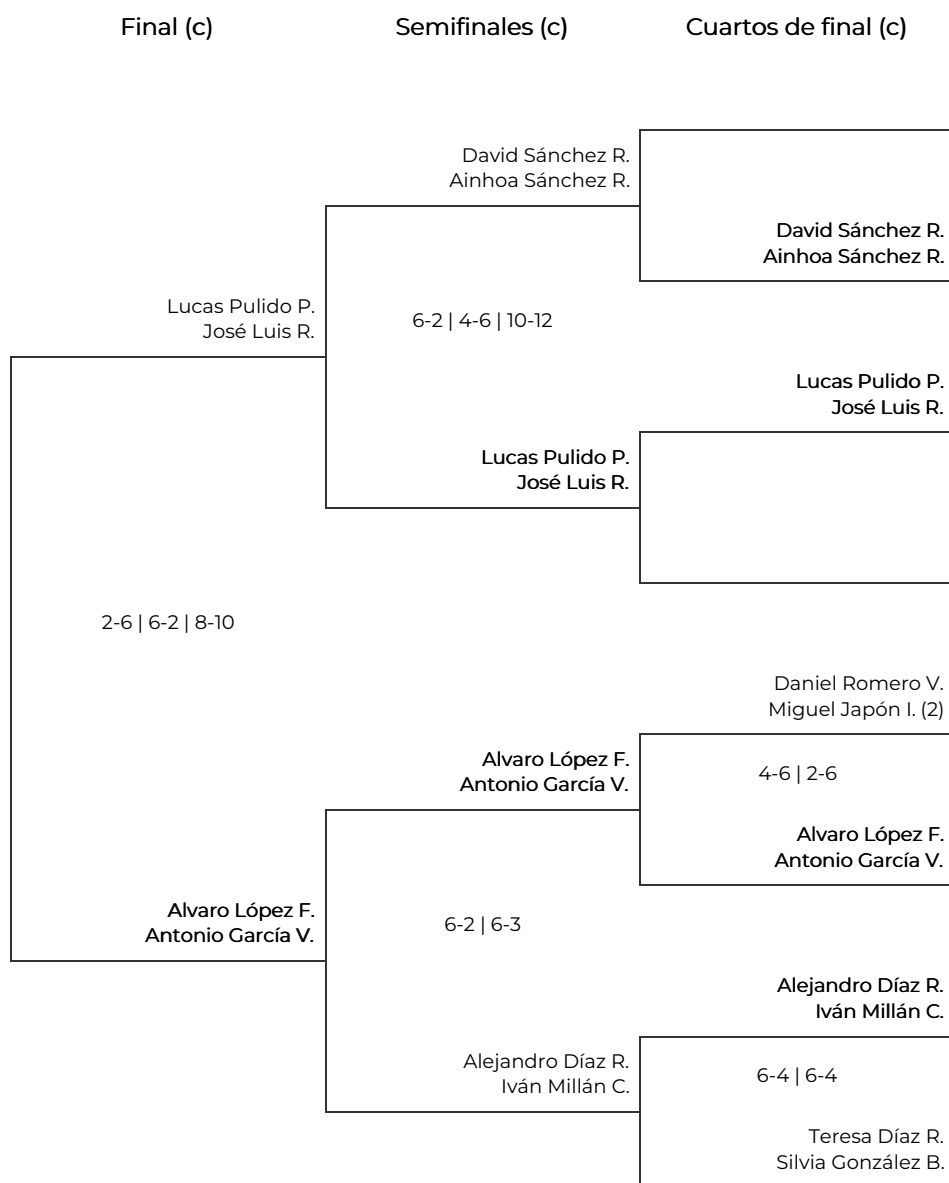 Final (c)
Semifinales (c)
Cuartos de final (c)
David Sánchez R.
Ainhoa Sánchez R.
David Sánchez R.
Ainhoa Sánchez R.
Lucas Pulido P.
José Luis R.
6-2 | 4-6 | 10-12
Lucas Pulido P.
José Luis R.
Lucas Pulido P.
José Luis R.
2-6 | 6-2 | 8-10
Daniel Romero V.
Miguel Japón I. (2)
Alvaro López F.
Antonio García V.
4-6 | 2-6
Alvaro López F.
Antonio García V.
Alvaro López F.
Antonio García V.
6-2 | 6-3
Alejandro Díaz R.
Iván Millán C.
Alejandro Díaz R.
Iván Millán C.
6-4 | 6-4
Teresa Díaz R.
Silvia González B.